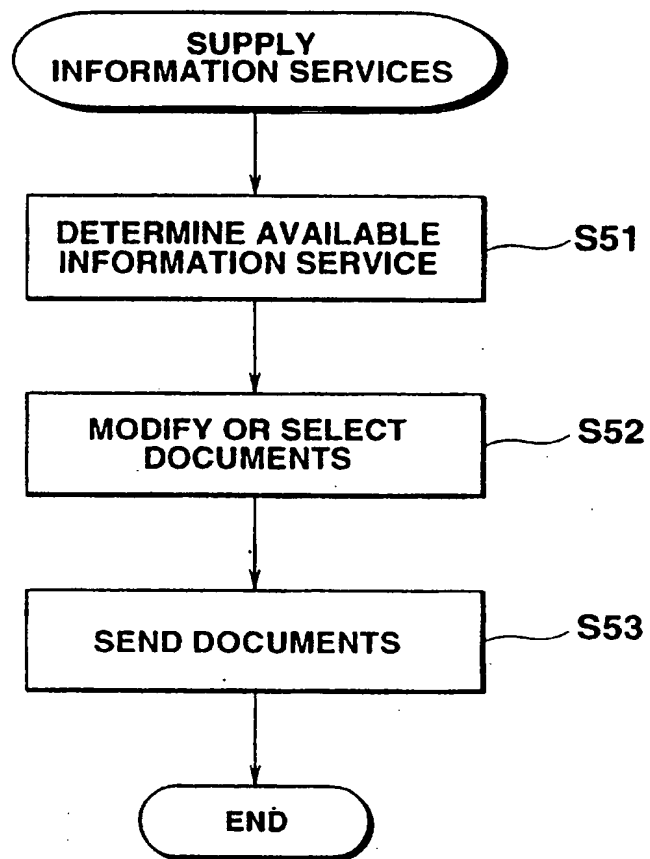 SUPPLY
INFORMATION SERVICES
DETERMINE AVAILABLE
INFORMATION SERVICE
S51
MODIFY OR SELECT
DOCUMENTS
S52
SEND DOCUMENTS
S53
END